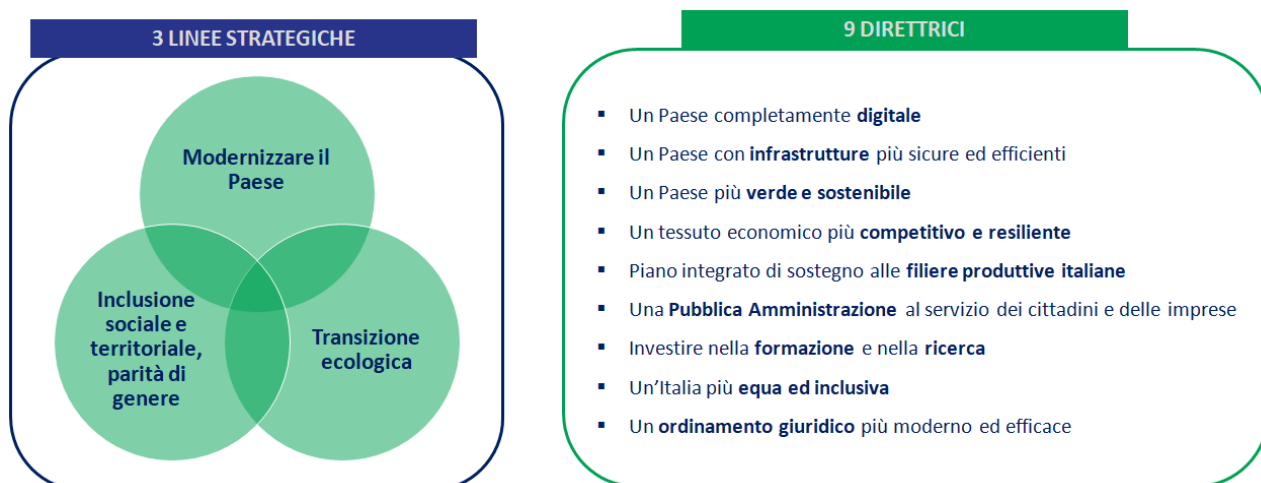 3 LINEE STRATEGICHE
Modernizzare il
Paese
Inclusione
sociale e
territoriale,
parità di
genere
Transizione
ecologica
9 DIRETTRICI
▪ Un Paese completamente digitale
▪ Un Paese con infrastrutture più sicure ed efficienti
▪ Un Paese più verde e sostenibile
▪ Un tessuto economico più competitivo e resiliente
▪ Piano integrato di sostegno alle filiere produttive italiane
▪ Una Pubblica Amministrazione al servizio dei cittadini e delle imprese
▪ Investire nella formazione e nella ricerca
▪ Un’Italia più equa ed inclusiva
▪ Un ordinamento giuridico più moderno ed efficace